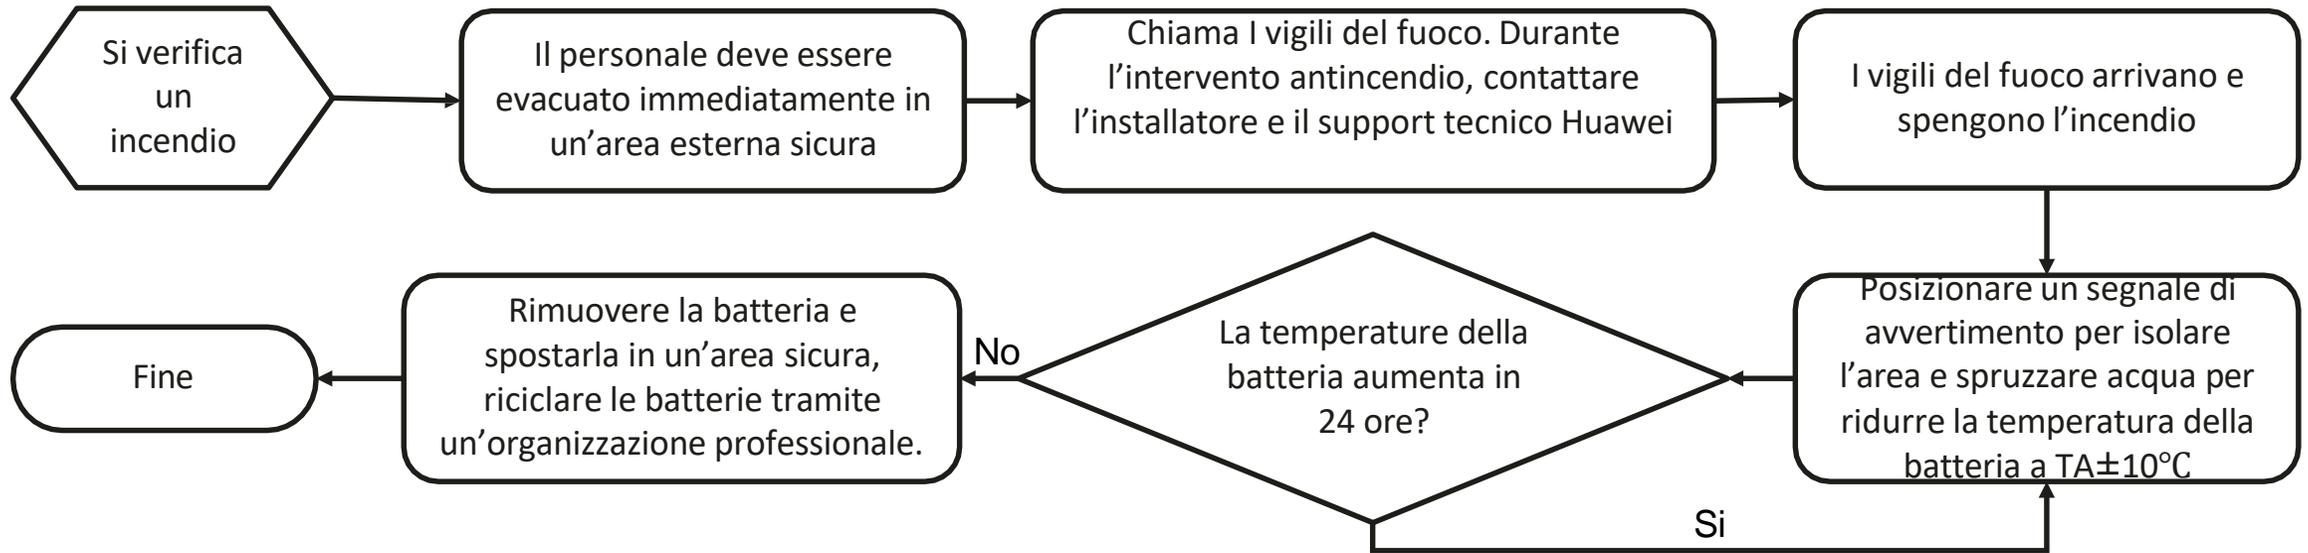 Si verifica
un
incendio
Il personale deve essere
evacuato immediatamente in
un’area esterna sicura
Chiama I vigili del fuoco. Durante
l’intervento antincendio, contattare
l’installatore e il support tecnico Huawei
I vigili del fuoco arrivano e
spengono l’incendio
Posizionare un segnale di
avvertimento per isolare
l’area e spruzzare acqua per
ridurre la temperatura della
batteria a TA±10℃
La temperature della
batteria aumenta in
24 ore?
Si
No
Rimuovere la batteria e
spostarla in un’area sicura,
riciclare le batterie tramite
un’organizzazione professionale.
Fine